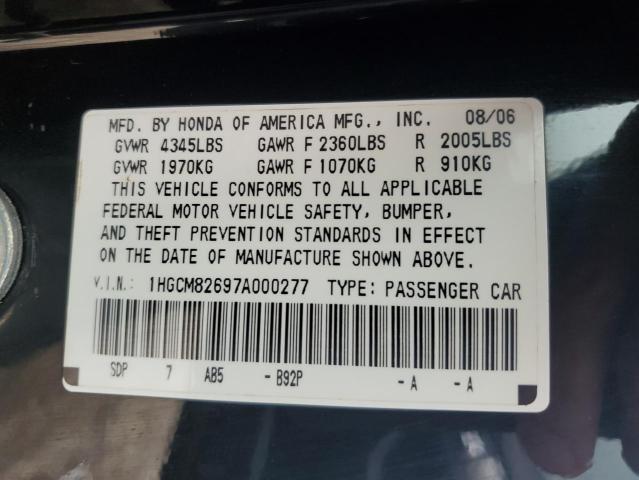 MFD. BY HONDA OF AMERICA MFG., INC. 08/06
GVWR 4345LBS GAWR F 2360LBS R 2005LBS
GVWR 1970KG GAWR F 1070KG R 910KG
THIS VEHICLE CONFORMS TO ALL APPLICABLE
FEDERAL MOTOR VEHICLE SAFETY, BUMPER,
AND THEFT PREVENTION STANDARDS IN EFFECT
ON THE DATE OF MANUFACTURE SHOWN ABOVE.
V.I.N.: 1HGCM82697A000277 TYPE: PASSENGER CAR
SDP 7 AB5 - B92P - A - A